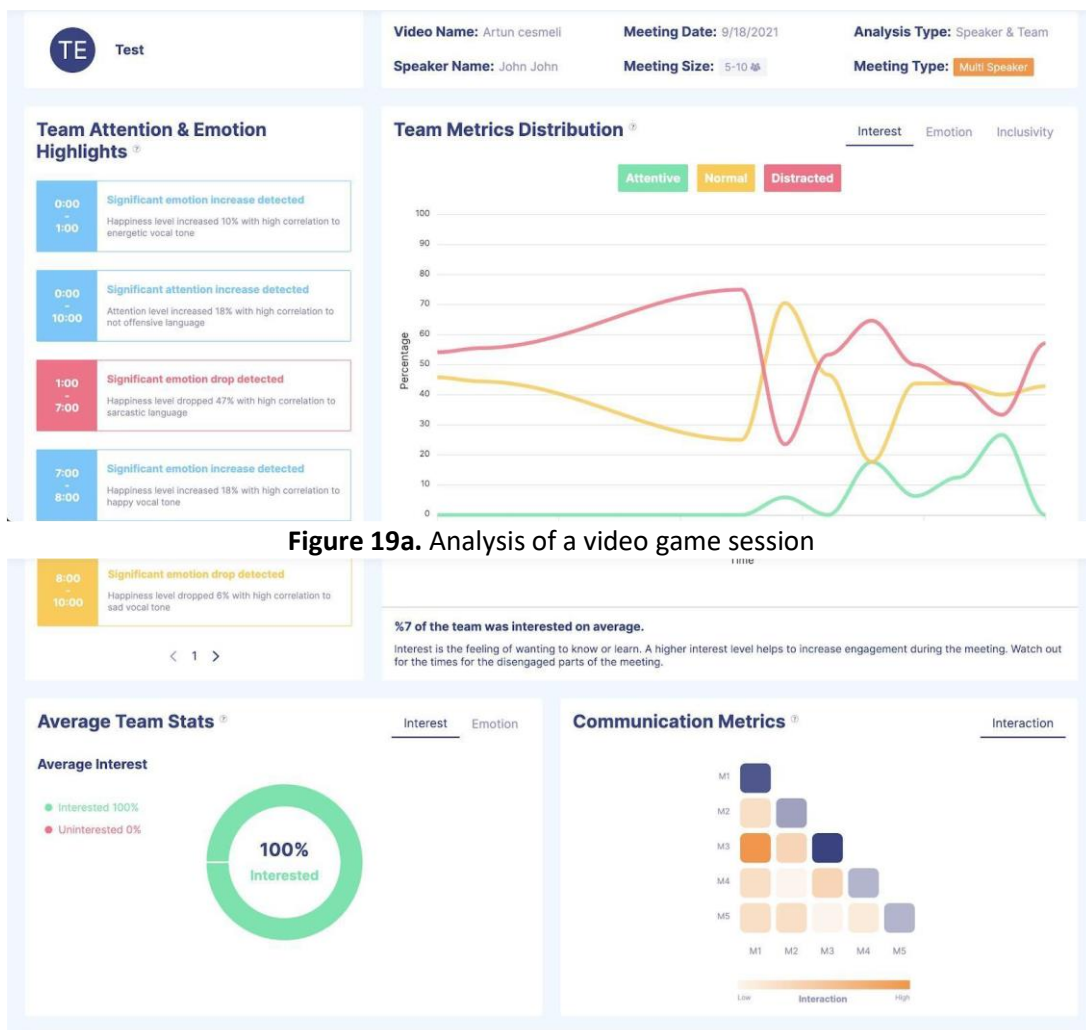 TE
Test
Video Name: Artun cesmeli
Meeting Date: 9/18/2021
Analysis Type: Speaker & Team
Speaker Name: John John
Meeting Size: 5-10
Meeting Type: Multi Speaker
Team Attention & Emotion
Highlights ?
0:00
-
1:00
Significant emotion increase detected
Happiness level increased 10% with high correlation to
energetic vocal tone
0:00
-
10:00
Significant attention increase detected
Attention level increased 18% with high correlation to
not offensive language
1:00
-
7:00
Significant emotion drop detected
Happiness level dropped 47% with high correlation to
sarcastic language
7:00
-
8:00
Significant emotion increase detected
Happiness level increased 18% with high correlation to
happy vocal tone
Team Metrics Distribution ?
Interest Emotion Inclusivity
Attentive Normal Distracted
Percentage
100
90
80
70
60
50
40
30
20
10
0
Figure 19a. Analysis of a video game session
8:00
-
10:00
Significant emotion drop detected
Happiness level dropped 6% with high correlation to
sad vocal tone
< 1 >
Time
%7 of the team was interested on average.
Interest is the feeling of wanting to know or learn. A higher interest level helps to increase engagement during the meeting. Watch out
for the times for the disengaged parts of the meeting.
Average Team Stats ?
Interest Emotion
Average Interest
Interested 100%
Uninterested 0%
100%
Interested
Communication Metrics ?
Interaction
M1
M2
M3
M4
M5
M1 M2 M3 M4 M5
Low Interaction High